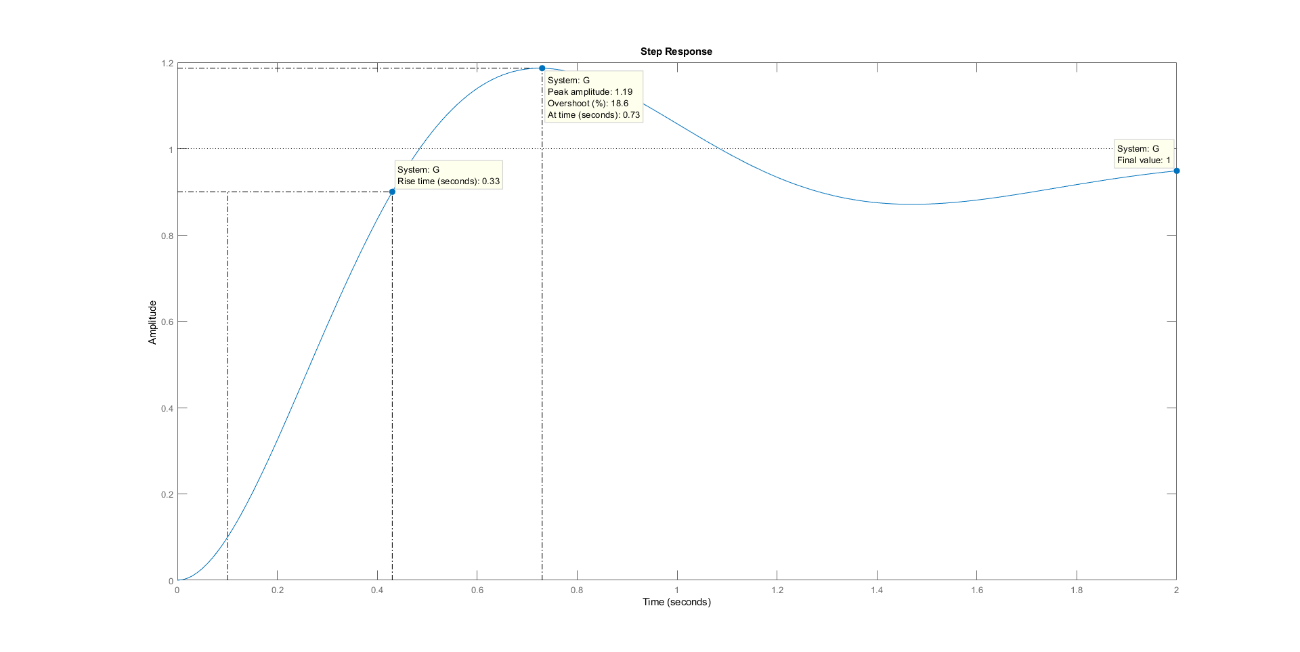 Step Response
System: G
Peak amplitude: 1.19
Overshoot (%): 18.6
At time (seconds): 0.73
System: G
Final value: 1
System: G
Rise time (seconds): 0.33
Amplitude
1.2
1
0.8
0.6
0.4
0.2
0
0 0.2 0.4 0.6 0.8 1 1.2 1.4 1.6 1.8 2
Time (seconds)